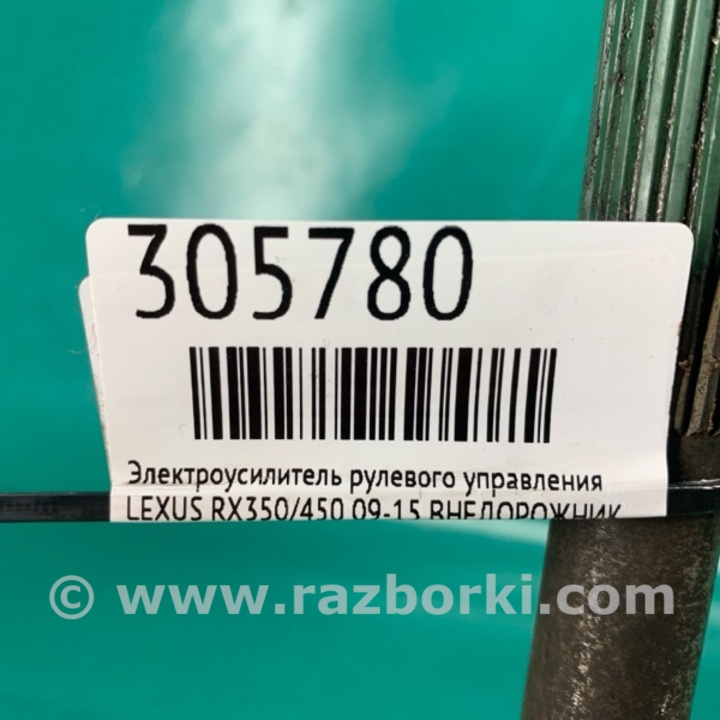 305780
Электроусилитель рулевого управления
LEXUS RX350/450 09-15 ВНЕДОРОЖНИК
© www.razborki.com